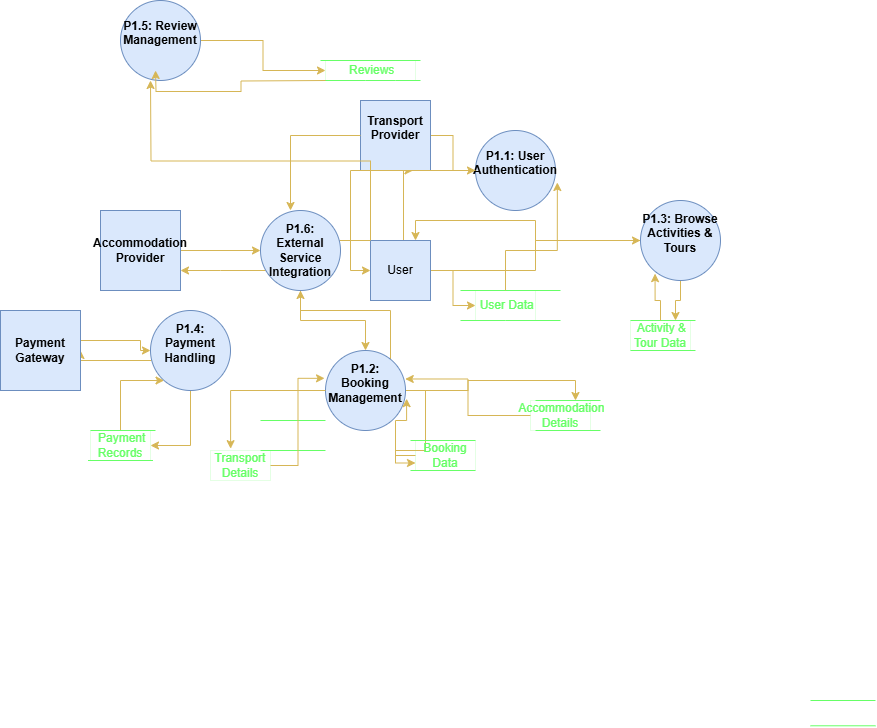 P1.5: Review
Management
Reviews
Transport
Provider
P1.1: User
Authentication
P1.3: Browse
Activities &
Tours
P1.6:
External
Service
Integration
Accommodation
Provider
User
User Data
Payment
Gateway
P1.4:
Payment
Handling
Activity &
Tour Data
P1.2:
Booking
Management
Accommodation
Details
Payment
Records
Transport
Details
Booking
Data